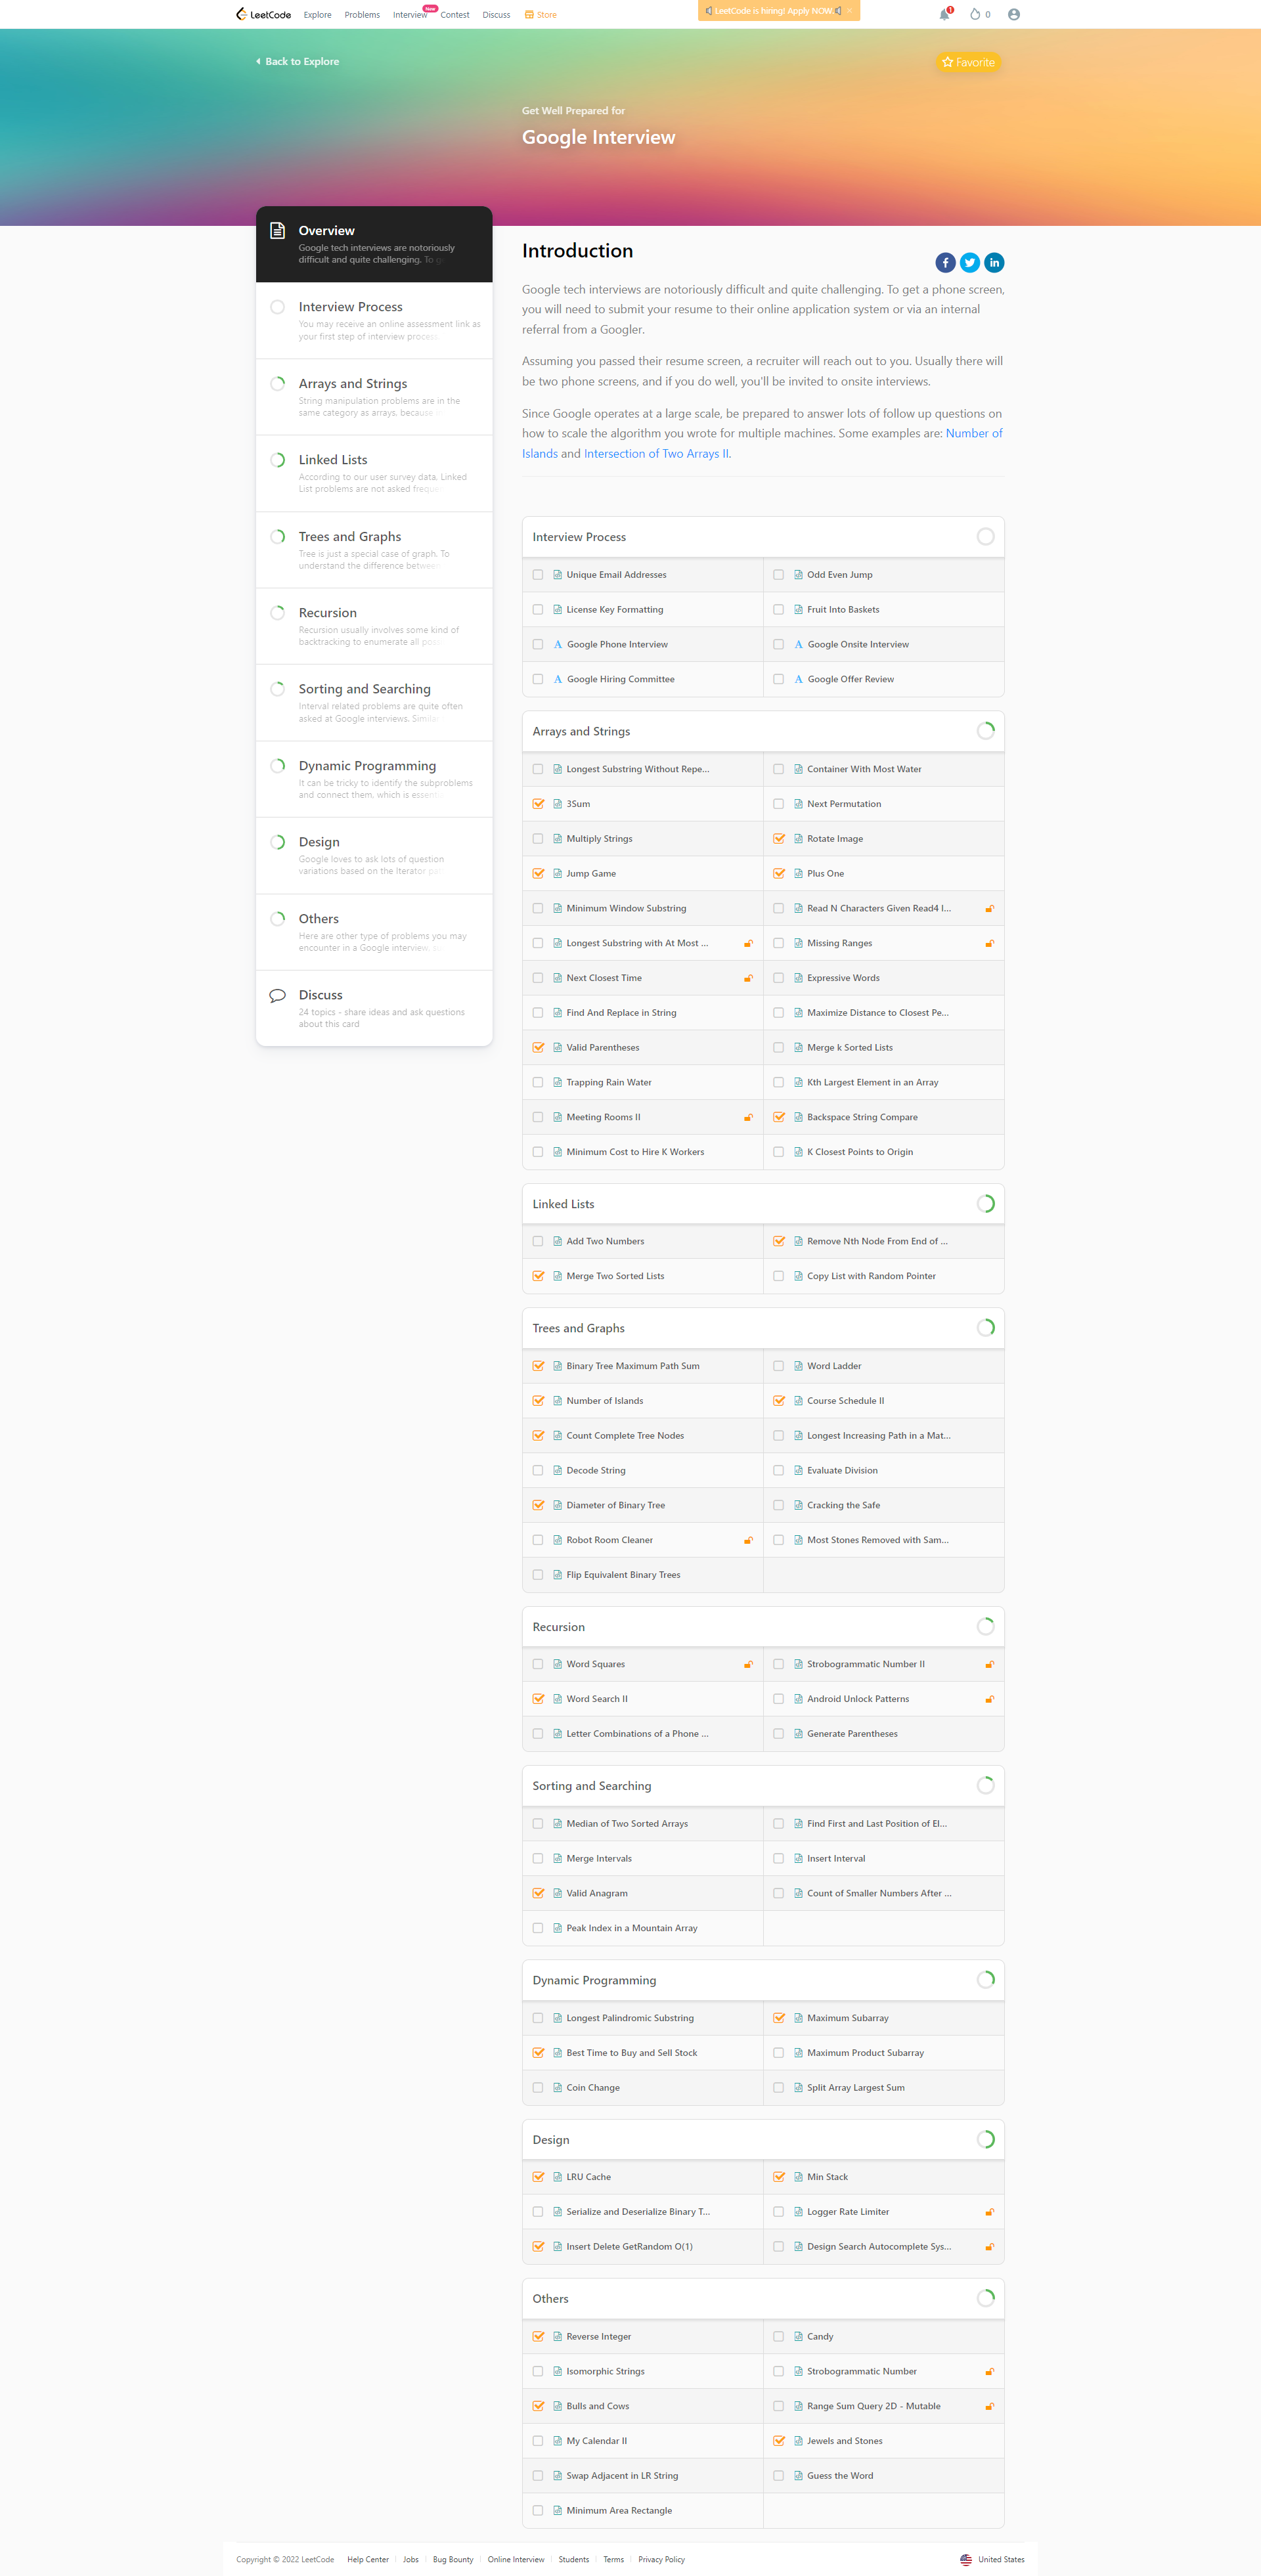 LeetCode Explore Problems Interview New Contest Discuss Store LeetCode is hiring! Apply NOW. 1 0
Back to Explore
Favorite
Get Well Prepared for
Google Interview
Overview
Google tech interviews are notoriously
difficult and quite challenging. To
Interview Process
You may receive an online assessment link as
your first step of interview process.
Arrays and Strings
String manipulation problems are in the
same category as arrays, because
Linked Lists
According to our user survey data, Linked
List problems are not asked
Trees and Graphs
Tree is just a special case of graph. To
understand the difference between
Recursion
Recursion usually involves some kind of
backtracking to enumerate all
Sorting and Searching
Interval related problems are quite often
asked at Google interviews. Similar
Dynamic Programming
It can be tricky to identify the subproblems
and connect them, which is
Design
Google loves to ask lots of question
variations based on the Iterator
Others
Here are other type of problems you may
encounter in a Google interview,
Discuss
24 topics - share ideas and ask questions
about this card
Introduction
Google tech interviews are notoriously difficult and quite challenging. To get a phone screen,
you will need to submit your resume to their online application system or via an internal
referral from a Googler.
Assuming you passed their resume screen, a recruiter will reach out to you. Usually there will
be two phone screens, and if you do well, you'll be invited to onsite interviews.
Since Google operates at a large scale, be prepared to answer lots of follow up questions on
how to scale the algorithm you wrote for multiple machines. Some examples are: Number of
Islands and Intersection of Two Arrays II.
Interview Process
Unique Email Addresses Odd Even Jump
License Key Formatting Fruit Into Baskets
A Google Phone Interview A Google Onsite Interview
A Google Hiring Committee A Google Offer Review
Arrays and Strings
Longest Substring Without Repe... Container With Most Water
3Sum Next Permutation
Multiply Strings Rotate Image
Jump Game Plus One
Minimum Window Substring Read N Characters Given Read4 I...
Longest Substring with At Most ... Missing Ranges
Next Closest Time Expressive Words
Find And Replace in String Maximize Distance to Closest Pe...
Valid Parentheses Merge k Sorted Lists
Trapping Rain Water Kth Largest Element in an Array
Meeting Rooms II Backspace String Compare
Minimum Cost to Hire K Workers K Closest Points to Origin
Linked Lists
Add Two Numbers Remove Nth Node From End of ...
Merge Two Sorted Lists Copy List with Random Pointer
Trees and Graphs
Binary Tree Maximum Path Sum Word Ladder
Number of Islands Course Schedule II
Count Complete Tree Nodes Longest Increasing Path in a Mat...
Decode String Evaluate Division
Diameter of Binary Tree Cracking the Safe
Robot Room Cleaner Most Stones Removed with Sam...
Flip Equivalent Binary Trees
Recursion
Word Squares Strobogrammatic Number II
Word Search II Android Unlock Patterns
Letter Combinations of a Phone ... Generate Parentheses
Sorting and Searching
Median of Two Sorted Arrays Find First and Last Position of El...
Merge Intervals Insert Interval
Valid Anagram Count of Smaller Numbers After ...
Peak Index in a Mountain Array
Dynamic Programming
Longest Palindromic Substring Maximum Subarray
Best Time to Buy and Sell Stock Maximum Product Subarray
Coin Change Split Array Largest Sum
Design
LRU Cache Min Stack
Serialize and Deserialize Binary T... Logger Rate Limiter
Insert Delete GetRandom O(1) Design Search Autocomplete Sys...
Others
Reverse Integer Candy
Isomorphic Strings Strobogrammatic Number
Bulls and Cows Range Sum Query 2D - Mutable
My Calendar II Jewels and Stones
Swap Adjacent in LR String Guess the Word
Minimum Area Rectangle
Copyright © 2022 LeetCode Help Center Jobs Bug Bounty Online Interview Students Terms Privacy Policy United States